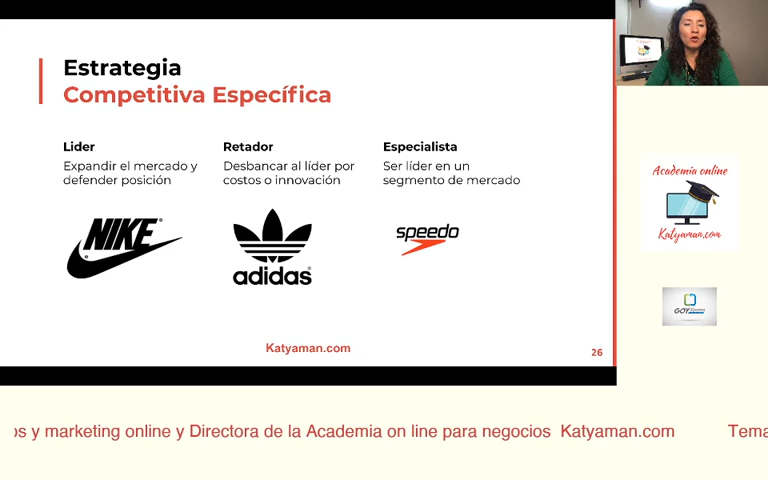 Estrategia
Competitiva Específica
Lider
Expandir el mercado y
defender posición
Retador
Desbancar al líder por
costos o innovación
Especialista
Ser líder en un
segmento de mercado
NIKE
adidas
speedo
Katyaman.com
26
Academia online
Katyaman.com
os y marketing online y Directora de la Academia on line para negocios Katyaman.com
Tema